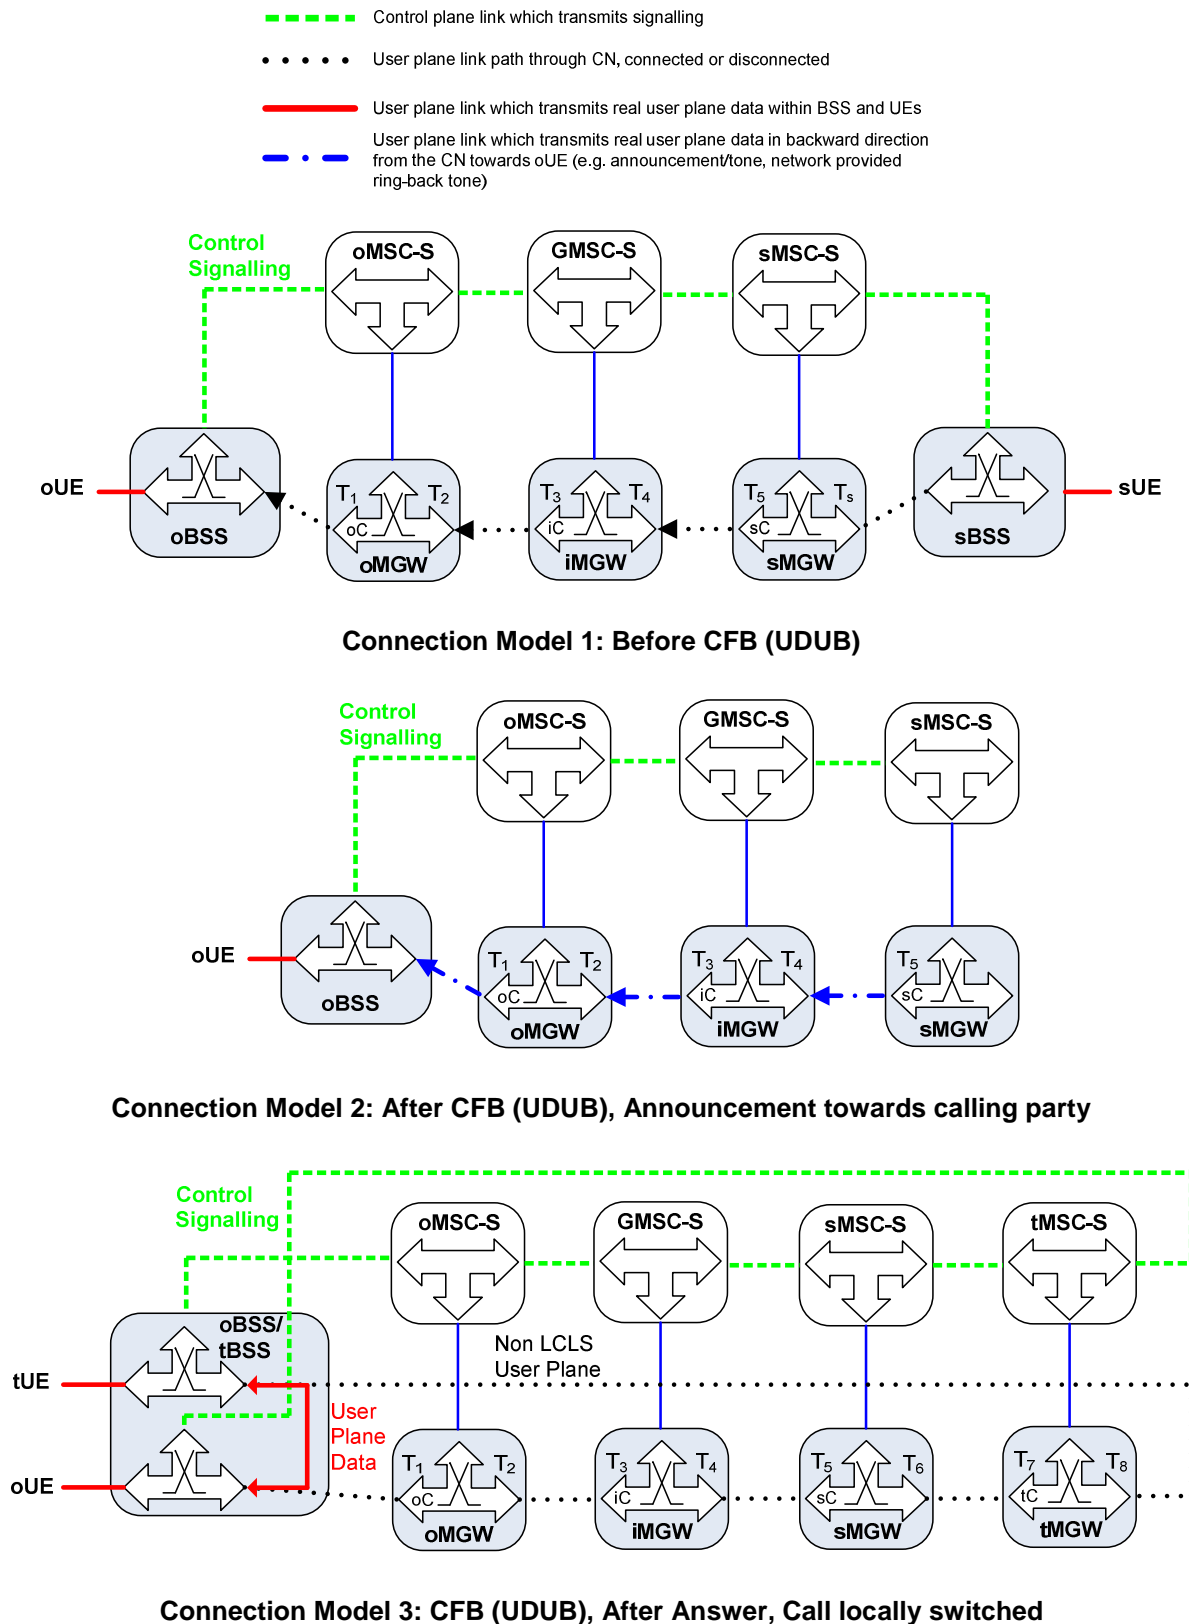 Control plane link which transmits signalling
User plane link path through CN, connected or disconnected
User plane link which transmits real user plane data within BSS and UEs
User plane link which transmits real user plane data in backward direction
from the CN towards oUE (e.g. announcement/tone, network provided
ring-back tone)
Control
Signalling
oMSC-S
GMSC-S
sMSC-S
oUE
oBSS
T1
T2
oC
oMGW
T3
T4
iC
iMGW
T5
Ts
sC
sMGW
sBSS
sUE
Connection Model 1: Before CFB (UDUB)
Control
Signalling
oMSC-S
GMSC-S
sMSC-S
oUE
oBSS
T1
T2
oC
oMGW
T3
T4
iC
iMGW
T5
sC
sMGW
Connection Model 2: After CFB (UDUB), Announcement towards calling party
Control
Signalling
oMSC-S
GMSC-S
sMSC-S
tMSC-S
oBSS/
tBSS
Non LCLS
User Plane
tUE
User
Plane
Data
oUE
T1
T2
oC
oMGW
T3
T4
iC
iMGW
T5
T6
sC
sMGW
T7
T8
tC
tMGW
Connection Model 3: CFB (UDUB), After Answer, Call locally switched